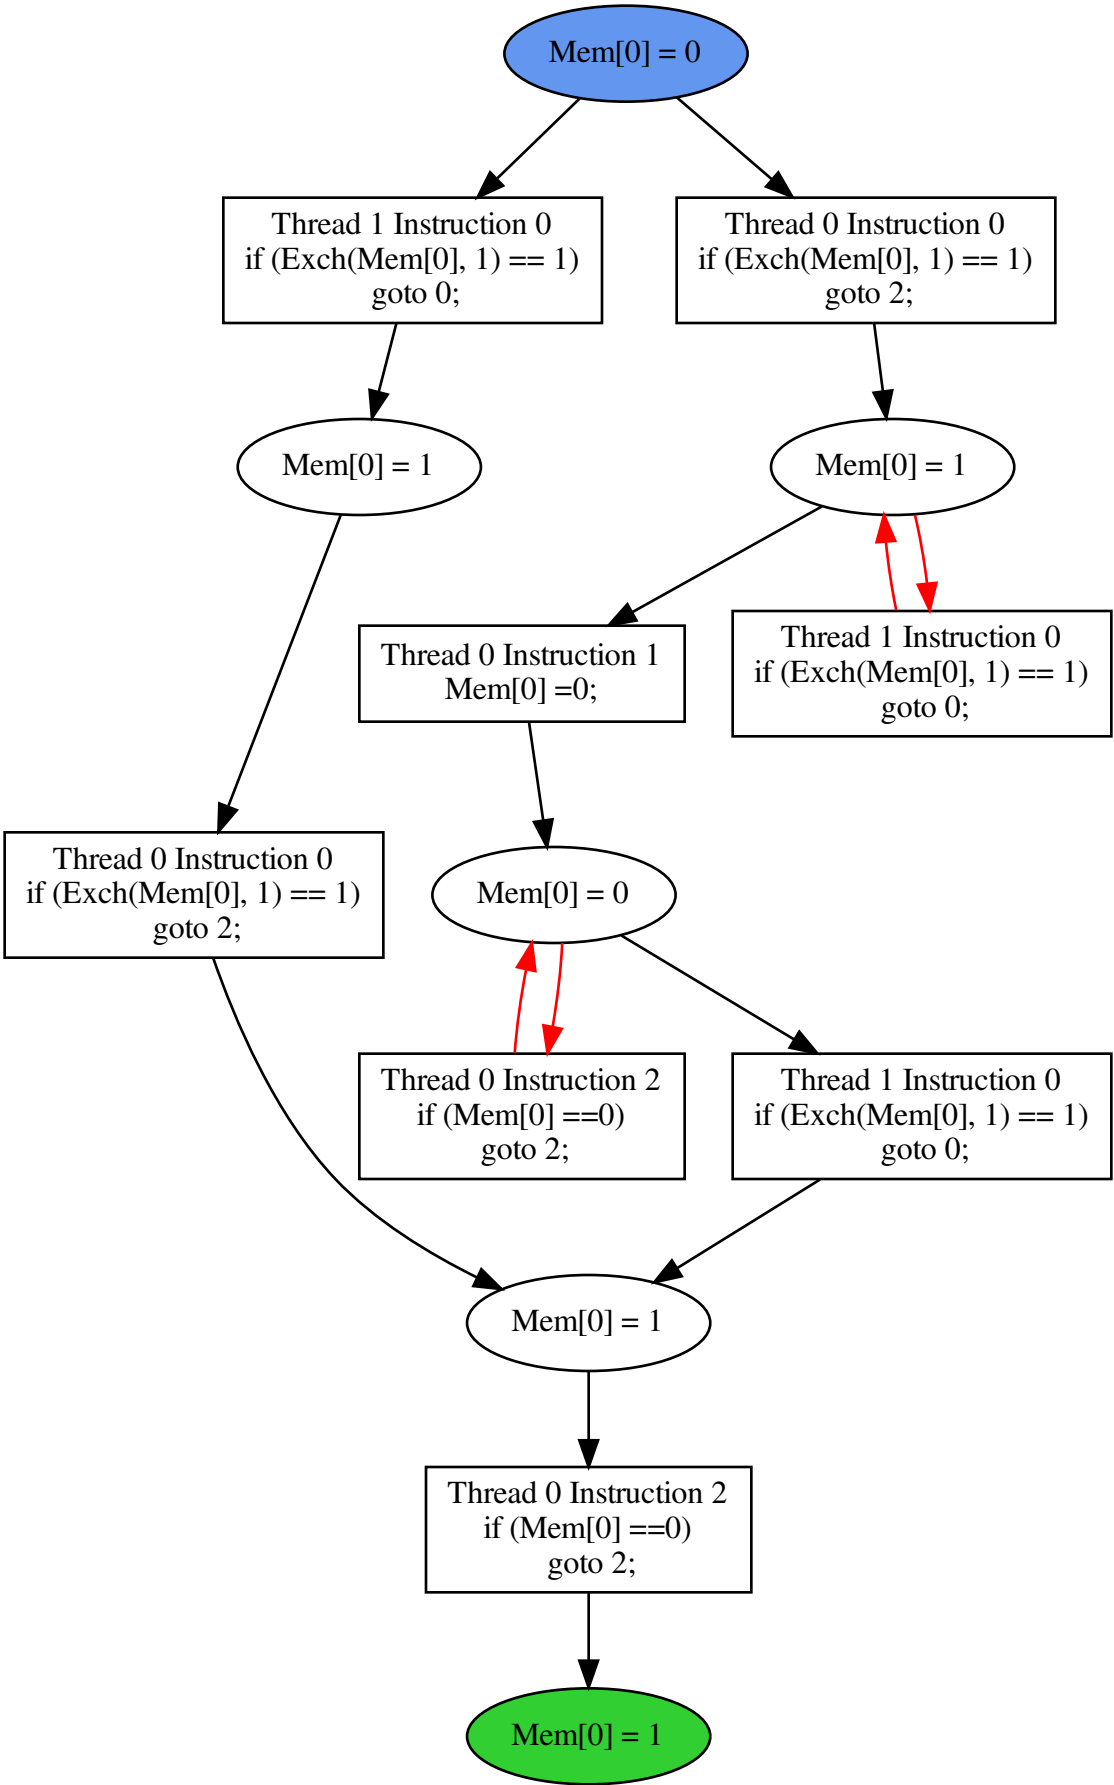 Mem[0] = 0
Thread 1 Instruction 0
if (Exch(Mem[0], 1) == 1)
goto 0;
Thread 0 Instruction 0
if (Exch(Mem[0], 1) == 1)
goto 2;
Mem[0] = 1
Mem[0] = 1
Thread 0 Instruction 1
Mem[0] =0;
Thread 1 Instruction 0
if (Exch(Mem[0], 1) == 1)
goto 0;
Thread 0 Instruction 0
if (Exch(Mem[0], 1) == 1)
goto 2;
Mem[0] = 0
Thread 0 Instruction 2
if (Mem[0] ==0)
goto 2;
Thread 1 Instruction 0
if (Exch(Mem[0], 1) == 1)
goto 0;
Mem[0] = 1
Thread 0 Instruction 2
if (Mem[0] ==0)
goto 2;
Mem[0] = 1